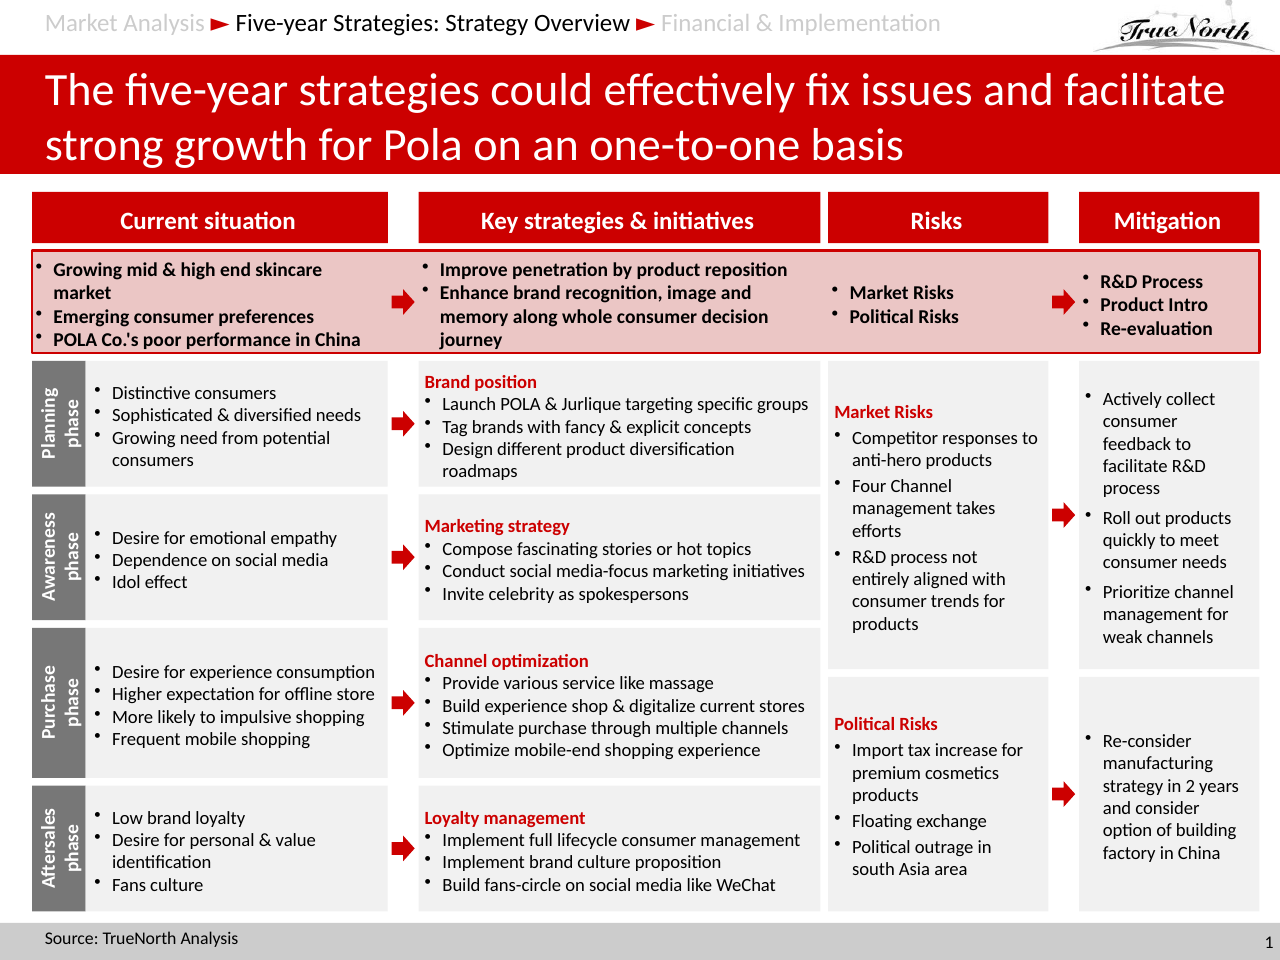 Market Analysis ► Five-year Strategies: Strategy Overview ► Financial & Implementation
TrueNorth
The five-year strategies could effectively fix issues and facilitate
strong growth for Pola on an one-to-one basis
Current situation
Key strategies & initiatives
Risks
Mitigation
• Growing mid & high end skincare
market
• Emerging consumer preferences
• POLA Co.'s poor performance in China
• Improve penetration by product reposition
• Enhance brand recognition, image and
memory along whole consumer decision
journey
• Market Risks
• Political Risks
• R&D Process
• Product Intro
• Re-evaluation
Planning
phase
• Distinctive consumers
• Sophisticated & diversified needs
• Growing need from potential
consumers
Brand position
• Launch POLA & Jurlique targeting specific groups
• Tag brands with fancy & explicit concepts
• Design different product diversification
roadmaps
Awareness
phase
• Desire for emotional empathy
• Dependence on social media
• Idol effect
Marketing strategy
• Compose fascinating stories or hot topics
• Conduct social media-focus marketing initiatives
• Invite celebrity as spokespersons
Purchase
phase
• Desire for experience consumption
• Higher expectation for offline store
• More likely to impulsive shopping
• Frequent mobile shopping
Channel optimization
• Provide various service like massage
• Build experience shop & digitalize current stores
• Stimulate purchase through multiple channels
• Optimize mobile-end shopping experience
Aftersales
phase
• Low brand loyalty
• Desire for personal & value
identification
• Fans culture
Loyalty management
• Implement full lifecycle consumer management
• Implement brand culture proposition
• Build fans-circle on social media like WeChat
Market Risks
• Competitor responses to
anti-hero products
• Four Channel
management takes
efforts
• R&D process not
entirely aligned with
consumer trends for
products
• Actively collect
consumer
feedback to
facilitate R&D
process
• Roll out products
quickly to meet
consumer needs
• Prioritize channel
management for
weak channels
Political Risks
• Import tax increase for
premium cosmetics
products
• Floating exchange
• Political outrage in
south Asia area
• Re-consider
manufacturing
strategy in 2 years
and consider
option of building
factory in China
Source: TrueNorth Analysis
1